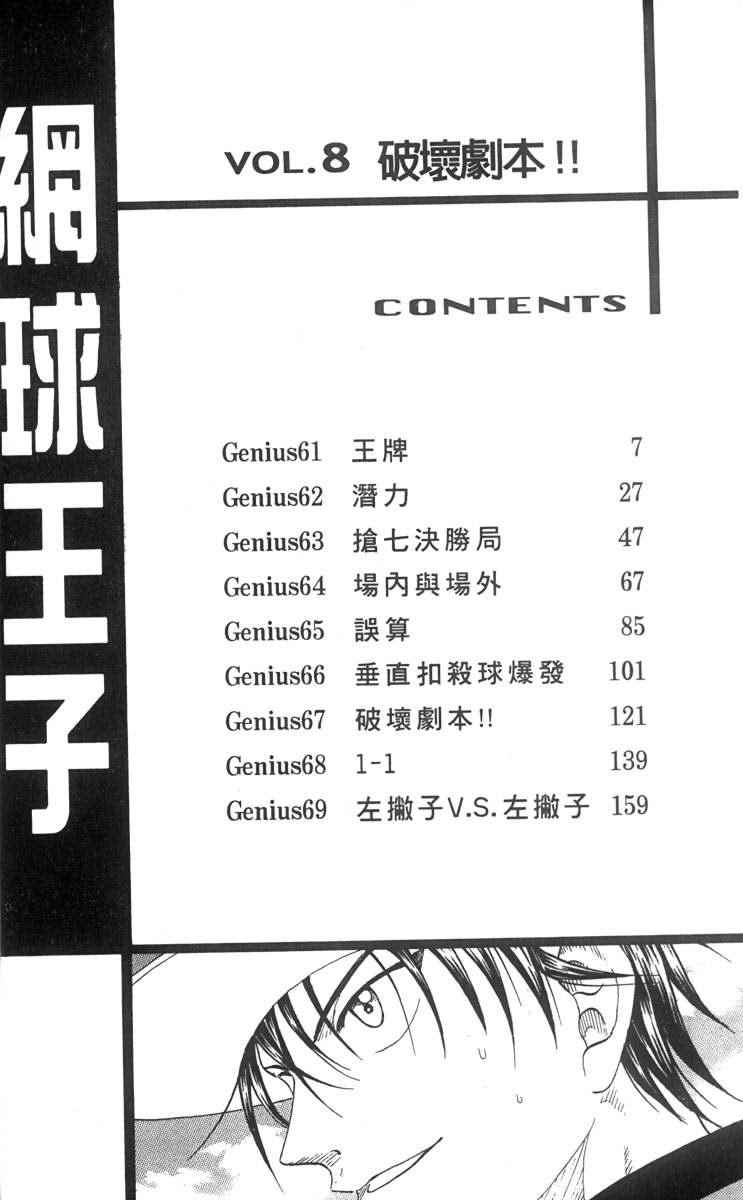 網球王子
VOL.8 破壞劇本!!
CONTENTS
Genius61 王牌 7
Genius62 潛力 27
Genius63 搶七決勝局 47
Genius64 場內與場外 67
Genius65 誤算 85
Genius66 垂直扣殺球爆發 101
Genius67 破壞劇本!! 121
Genius68 1-1 139
Genius69 左撇子V.S.左撇子 159